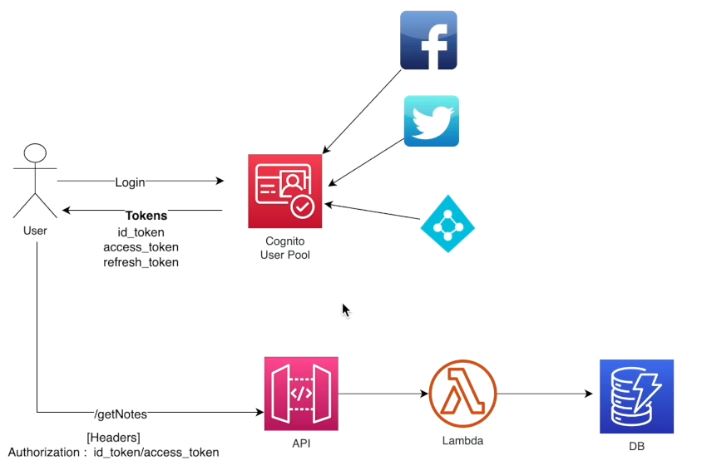 Login
Tokens
id_token
access_token
refresh_token
User
Cognito
User Pool
/getNotes
[Headers]
Authorization : id_token/access_token
API
Lambda
DB